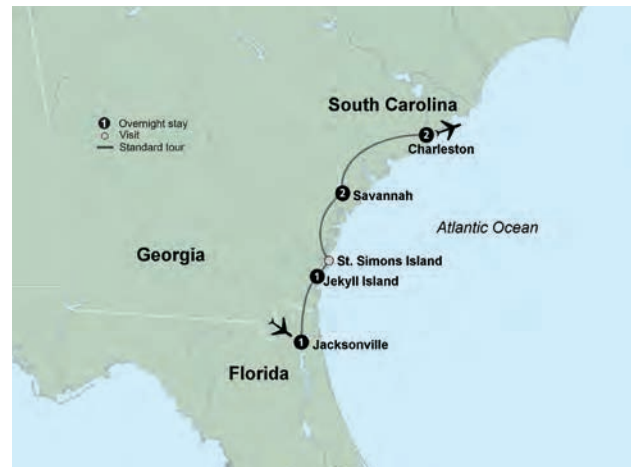 South Carolina
1 Overnight stay
Visit
Standard tour
2
Charleston
2
Savannah
Atlantic Ocean
Georgia
St. Simons Island
1
Jekyll Island
1
Jacksonville
Florida